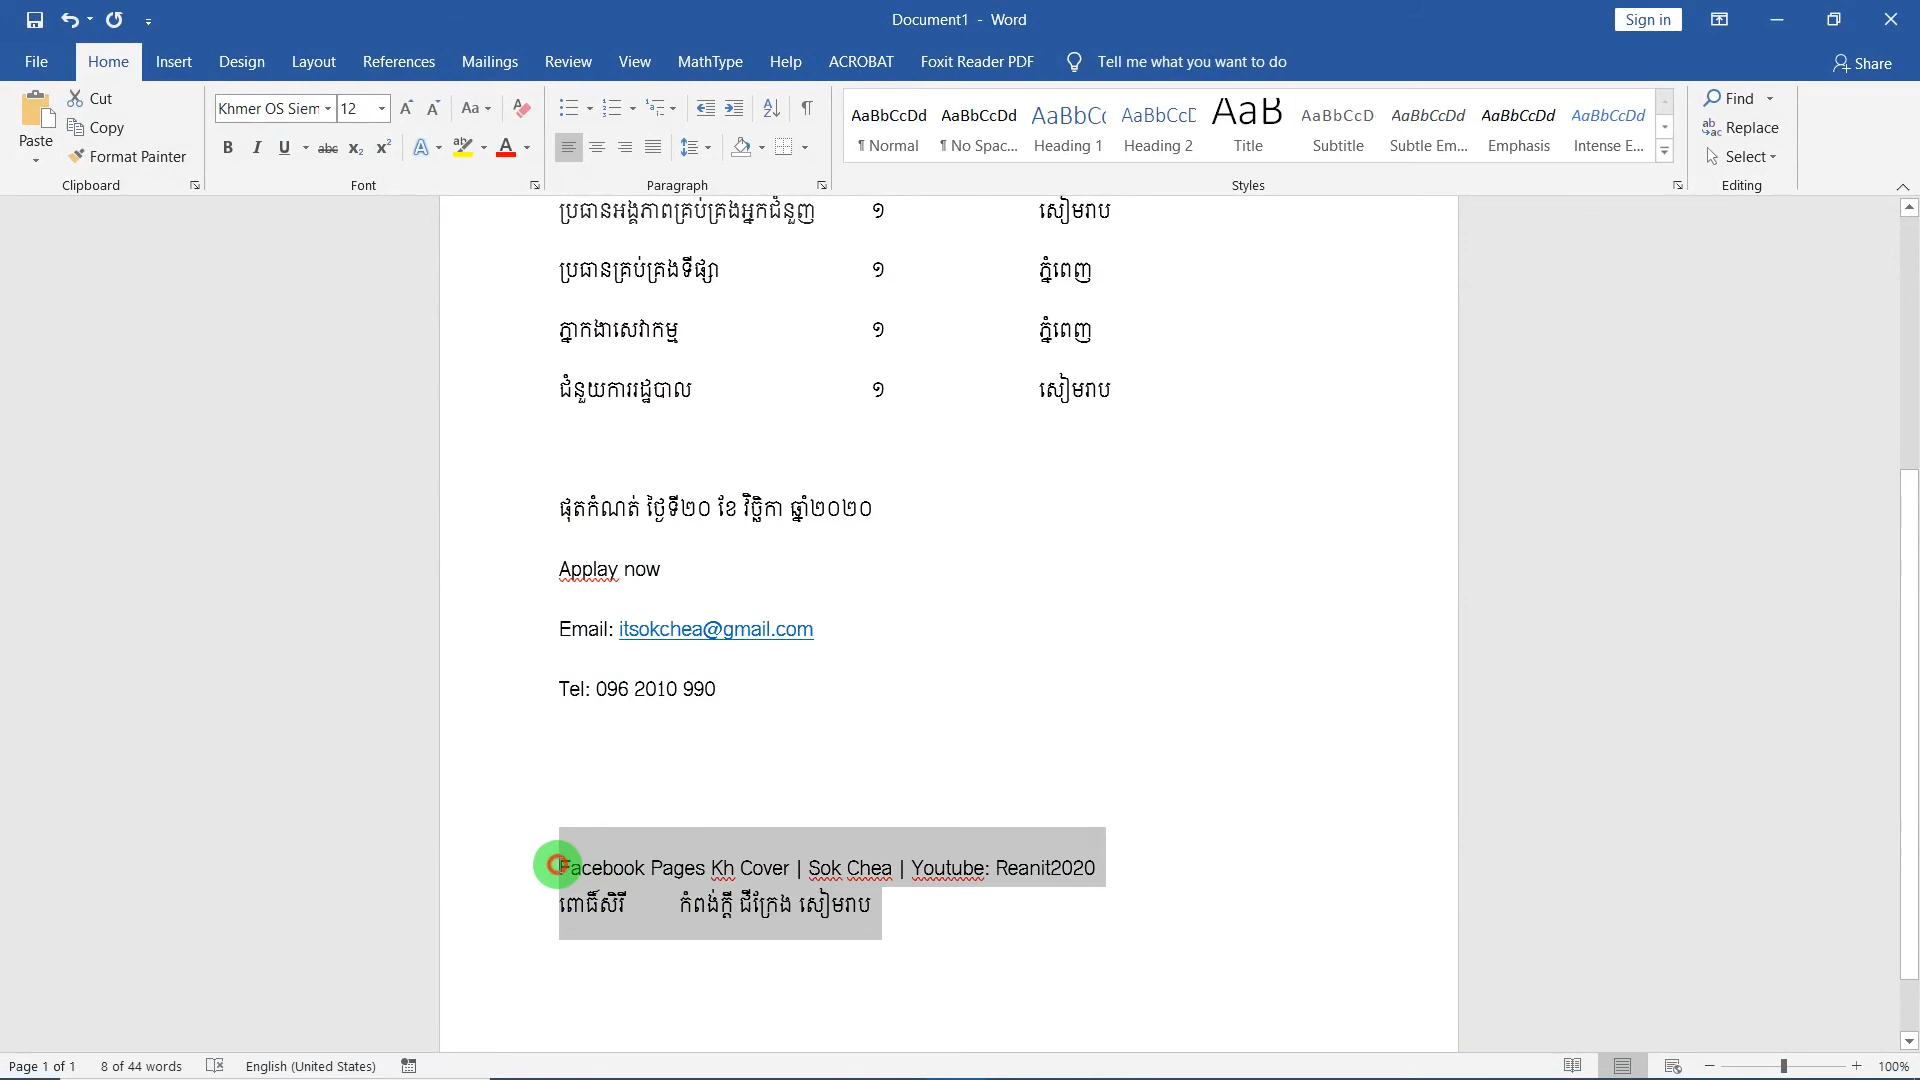 Document1 - Word
Sign in
File Home Insert Design Layout References Mailings Review View MathType Help ACROBAT Foxit Reader PDF Tell me what you want to do Share
Paste
Cut
Copy
Format Painter
Clipboard
Khmer OS Siem 12 Aa
B I U abc x₂ x² A ab A
Font
Paragraph
AaBbCcDd AaBbCcDd AaBbCc AaBbCcD AaB AaBbCcD AaBbCcDd AaBbCcDd AaBbCcDd
¶ Normal ¶ No Spac... Heading 1 Heading 2 Title Subtitle Subtle Em... Emphasis Intense E...
Styles
Find
Replace
Select
Editing
ប្រធានអង្គភាពគ្រប់គ្រងអ្នកជំនួញ ១ សៀមរាប
ប្រធានគ្រប់គ្រងទីផ្សា ១ ភ្នំពេញ
ភ្នាកងាសេវាកម្ម ១ ភ្នំពេញ
ជំនួយការរដ្ឋបាល ១ សៀមរាប
ផុតកំណត់ ថ្ងៃទី២០ ខែ វិច្ឆិកា ឆ្នាំ២០២០
Applay now
Email: itsokchea@gmail.com
Tel: 096 2010 990
Facebook Pages Kh Cover | Sok Chea | Youtube: Reanit2020
ពោធិ៍សិរី កំពង់ក្ដី ជីក្រែង សៀមរាប
Page 1 of 1 8 of 44 words English (United States) 100%